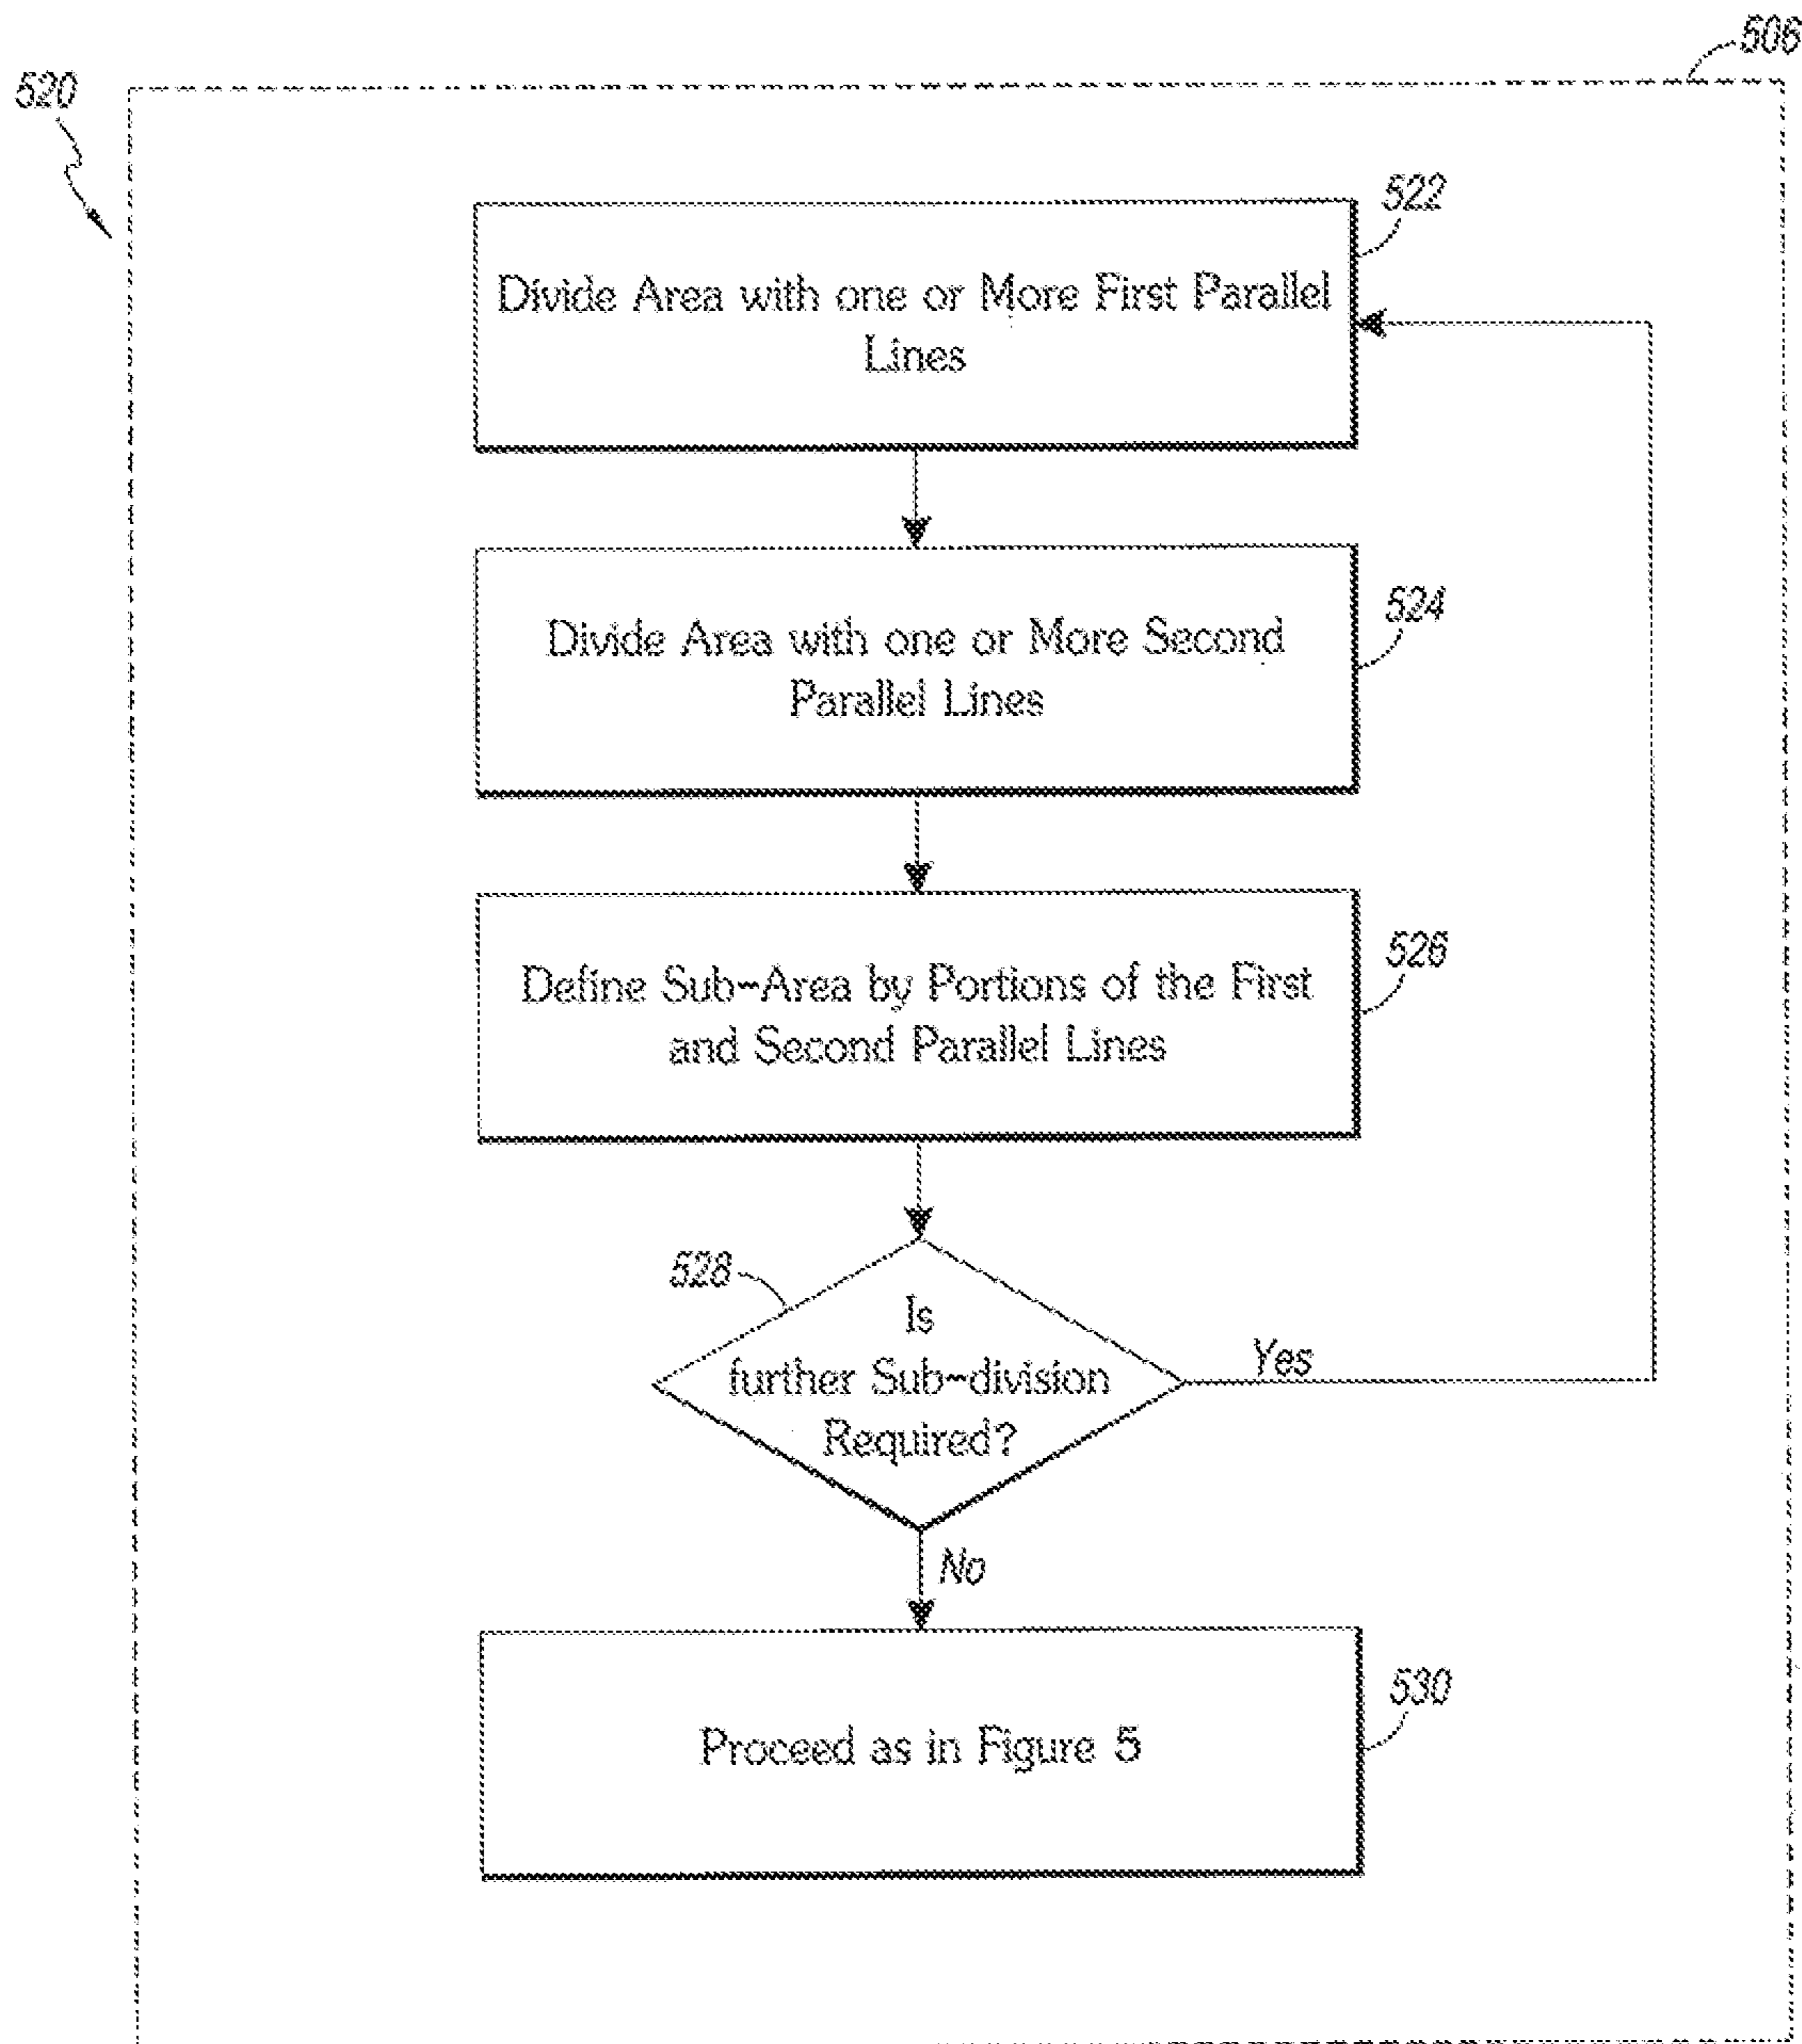 506
520
522
Divide Area with one or More First Parallel
Lines
524
Divide Area with one or More Second
Parallel Lines
526
Define Sub-Area by Portions of the First
and Second Parallel Lines
528
Is
further Sub-division
Required?
Yes
No
530
Proceed as in Figure 5